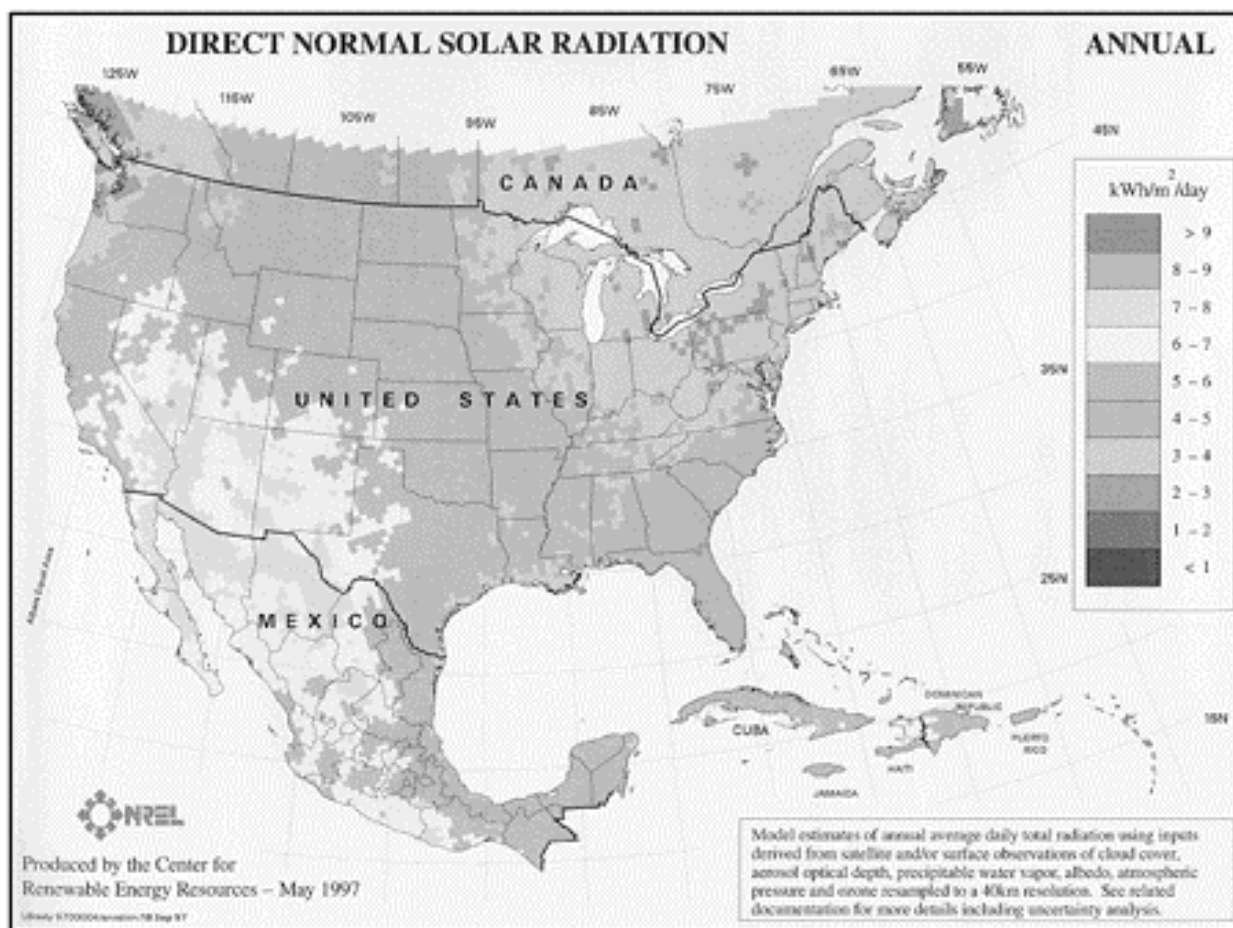 DIRECT NORMAL SOLAR RADIATION
ANNUAL
125W
115W
105W
95W
85W
75W
65W
55W
45N
35N
25N
15N
CANADA
UNITED STATES
MEXICO
CUBA
DOMINICAN
REPUBLIC
PUERTO
RICO
HAITI
JAMAICA
2
kWh/m /day
> 9
8 – 9
7 – 8
6 – 7
5 – 6
4 – 5
3 – 4
2 – 3
1 – 2
< 1
Albers Equal Area
NREL
Produced by the Center for
Renewable Energy Resources – May 1997
Model estimates of annual average daily total radiation using inputs
derived from satellite and/or surface observations of cloud cover,
aerosol optical depth, precipitable water vapor, albedo, atmospheric
pressure and ozone resampled to a 40km resolution. See related
documentation for more details including uncertainty analysis.